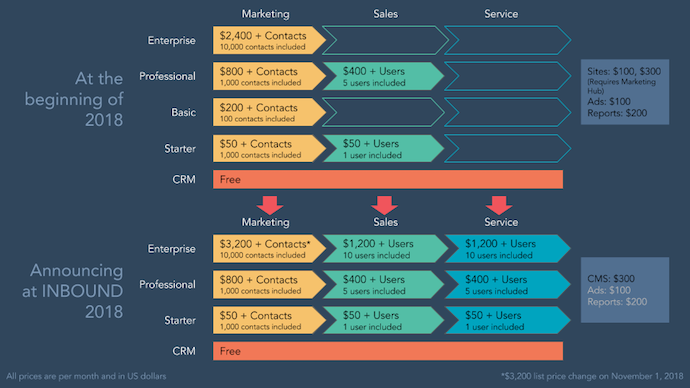 Marketing Sales Service
Enterprise
$2,400 + Contacts
10,000 contacts included
Professional
$800 + Contacts
1,000 contacts included
$400 + Users
5 users included
Basic
$200 + Contacts
100 contacts included
Starter
$50 + Contacts
1,000 contacts included
$50 + Users
1 user included
CRM
Free
At the
beginning of
2018
Sites: $100, $300
(Requires Marketing
Hub)
Ads: $100
Reports: $200
Marketing Sales Service
Enterprise
$3,200 + Contacts*
10,000 contacts included
$1,200 + Users
10 users included
$1,200 + Users
10 users included
Professional
$800 + Contacts
1,000 contacts included
$400 + Users
5 users included
$400 + Users
5 users included
Starter
$50 + Contacts
1,000 contacts included
$50 + Users
1 user included
$50 + Users
1 user included
CRM
Free
Announcing
at INBOUND
2018
CMS: $300
Ads: $100
Reports: $200
All prices are per month and in US dollars
*$3,200 list price change on November 1, 2018